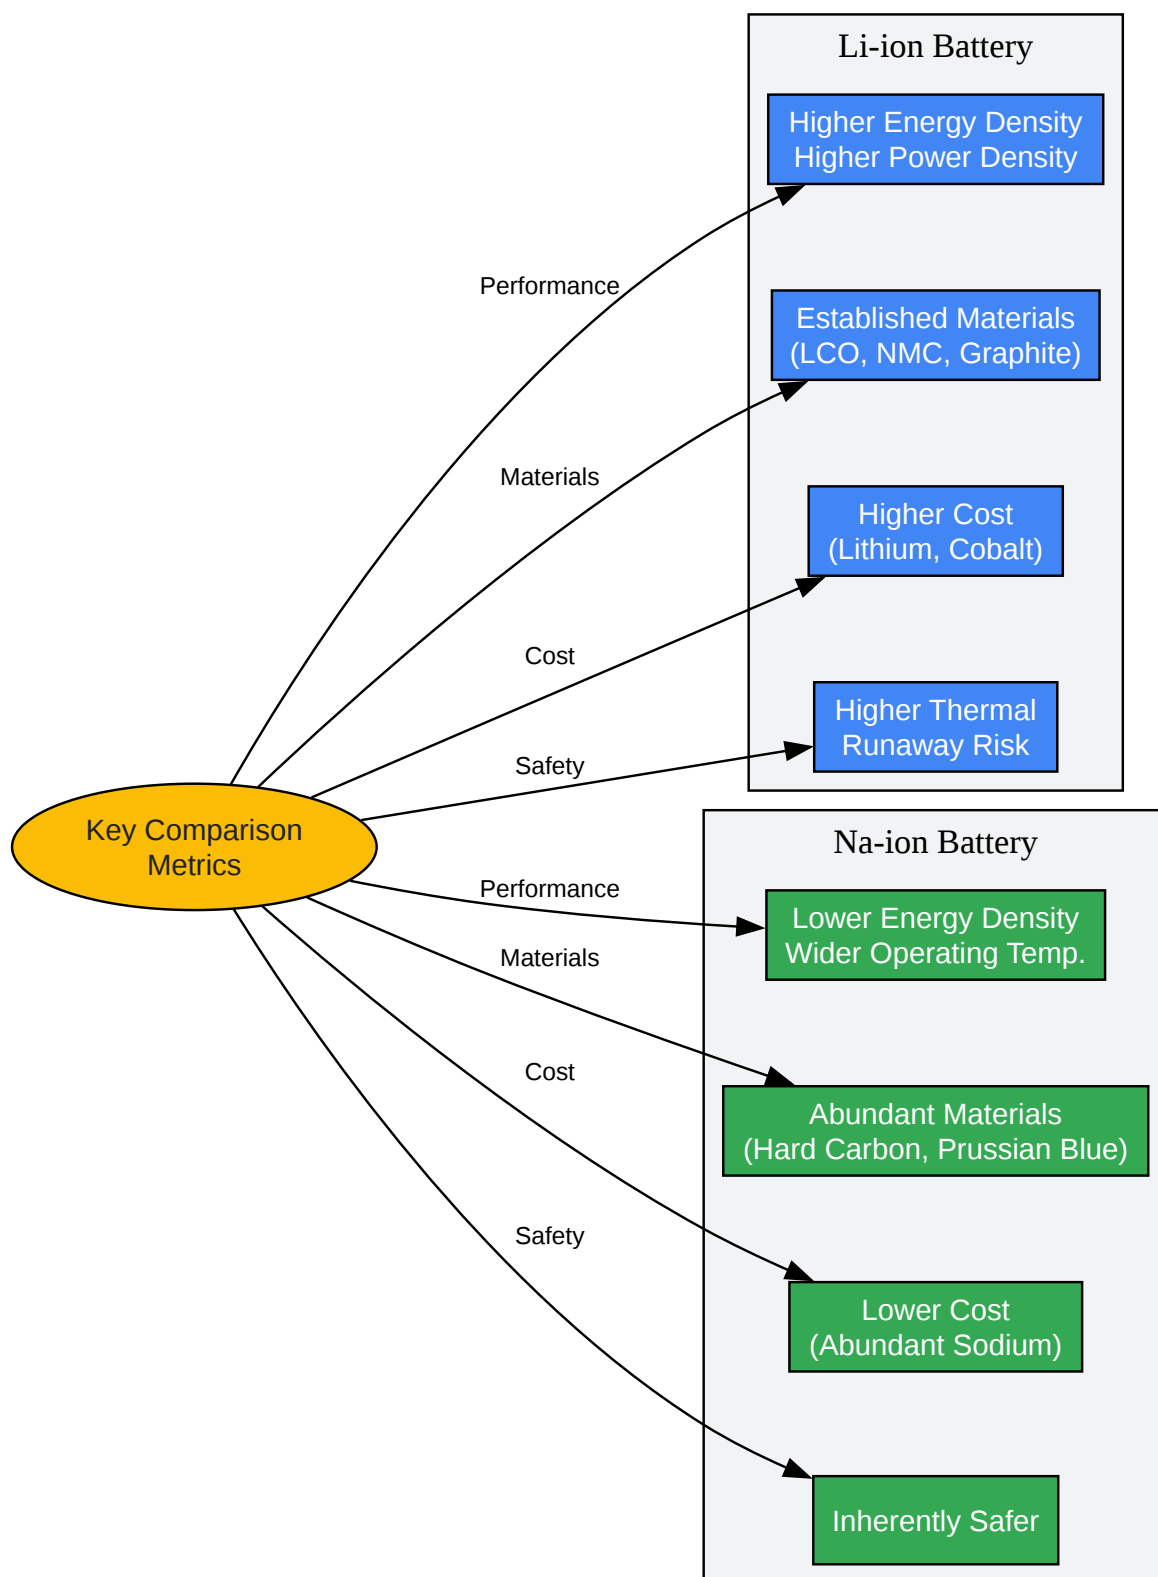 Li-ion Battery
Higher Energy Density
Higher Power Density
Performance
Established Materials
(LCO, NMC, Graphite)
Materials
Higher Cost
(Lithium, Cobalt)
Cost
Higher Thermal
Runaway Risk
Safety
Key Comparison
Metrics
Na-ion Battery
Performance
Lower Energy Density
Wider Operating Temp.
Materials
Abundant Materials
(Hard Carbon, Prussian Blue)
Cost
Lower Cost
(Abundant Sodium)
Safety
Inherently Safer